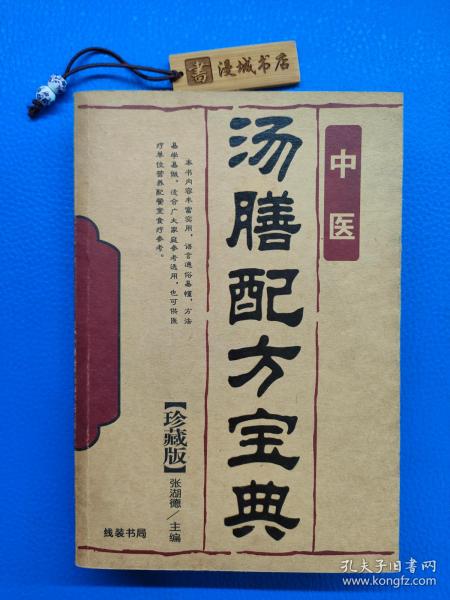 書 漫城书店
中医
汤膳配方宝典
本书内容丰富实用，语言通俗易懂，方法
易学易做，适合广大家庭参考选用，也可供医
疗单位营养配餐室食疗参考。
【珍藏版】
张湖德／主编
线装书局
孔夫子旧书网
www.kongfz.com